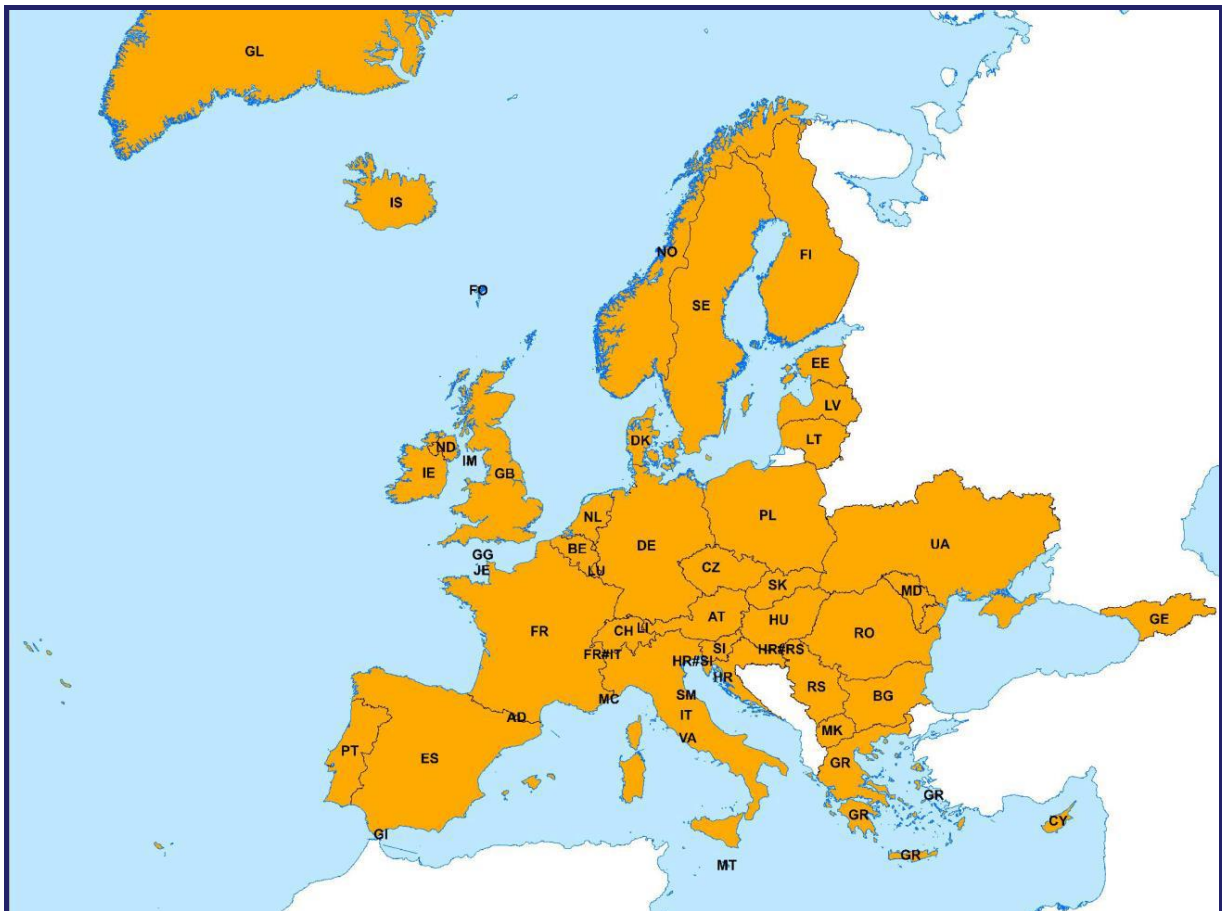 GL
IS
NO
FI
FO
SE
EE
LV
LT
DK
ND
IM
IE
GB
NL
PL
BE
DE
UA
GG
JE
LU
CZ
SK
MD
AT
HU
GE
FR
CH
LI
RO
SI
HR#RS
FR#IT
HR#SI
HR
RS
BG
SM
MC
IT
AD
MK
VA
PT
ES
GR
GR
GR
CY
GI
GR
MT